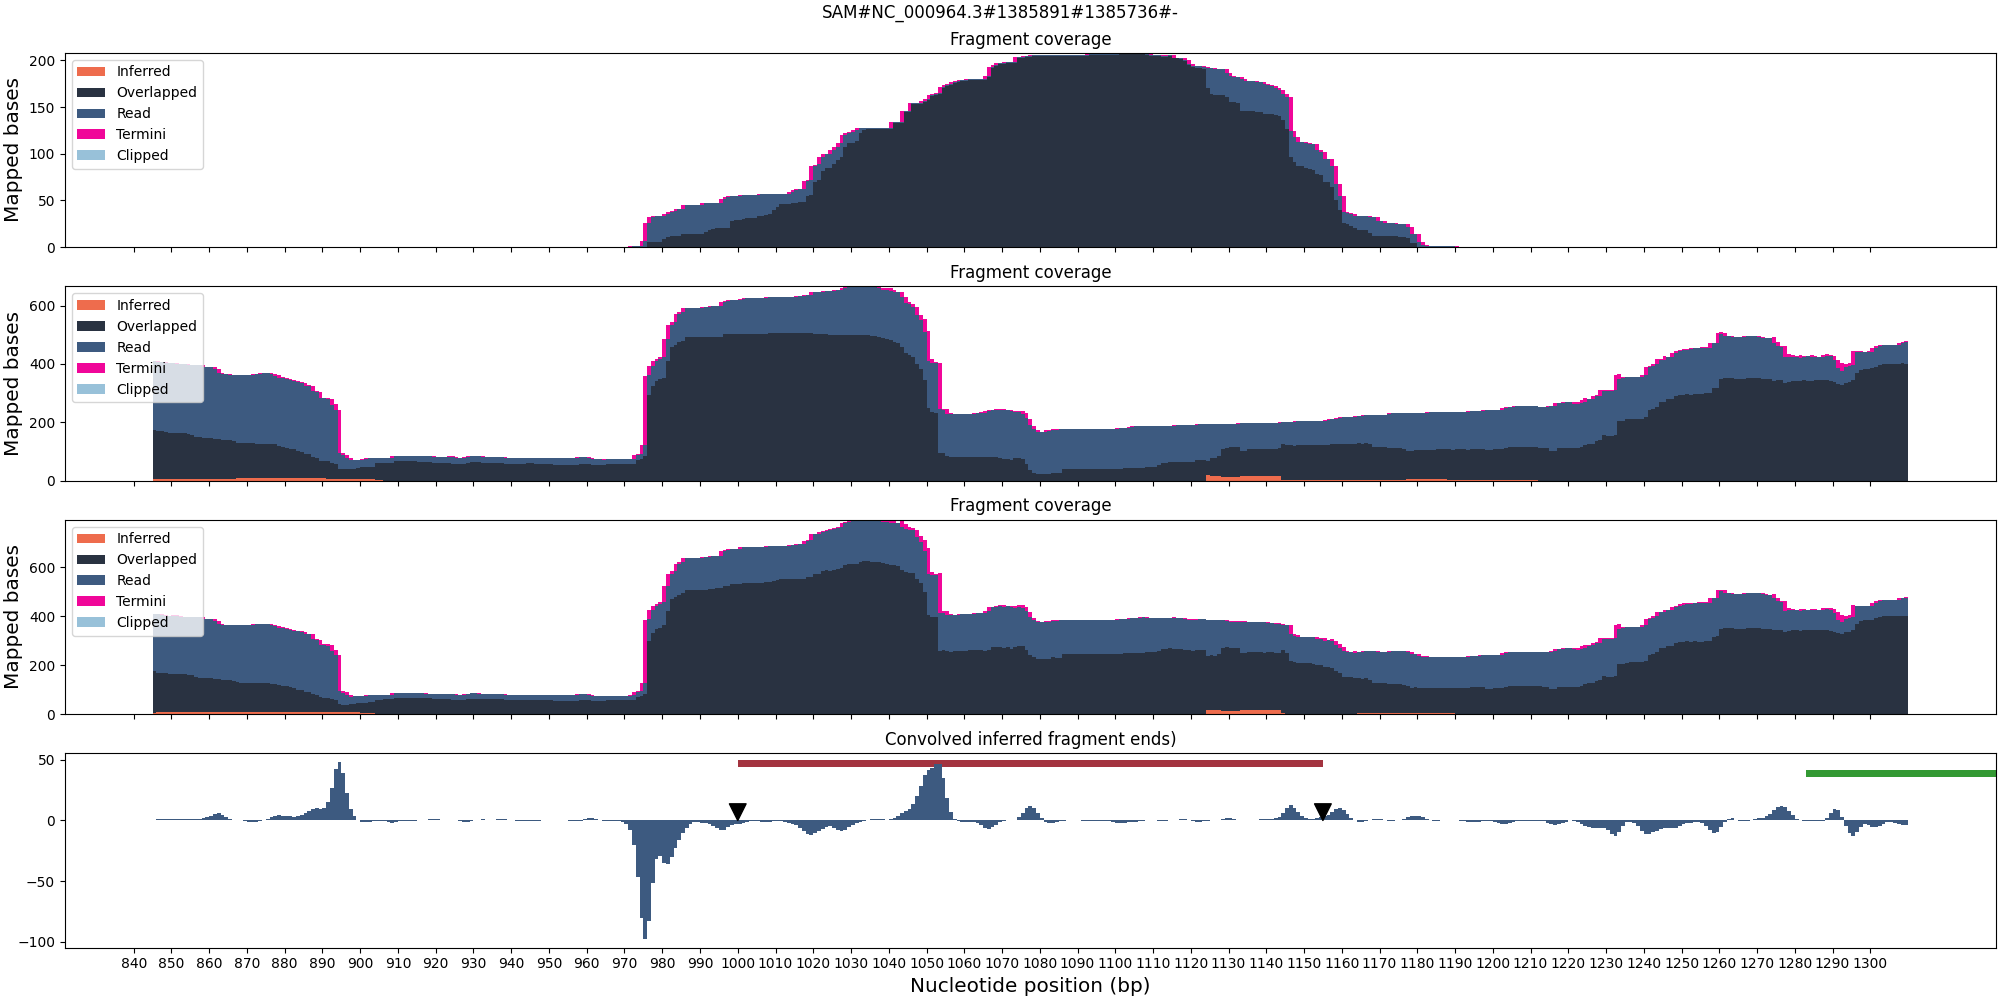 SAM#NC_000964.3#1385891#1385736#-
Fragment coverage
Mapped bases
200
150
100
50
0
Inferred
Overlapped
Read
Termini
Clipped
Fragment coverage
Mapped bases
600
400
200
0
Inferred
Overlapped
Read
Termini
Clipped
Fragment coverage
Mapped bases
600
400
200
0
Inferred
Overlapped
Read
Termini
Clipped
Convolved inferred fragment ends)
50
0
−50
−100
840 850 860 870 880 890 900 910 920 930 940 950 960 970 980 990 1000 1010 1020 1030 1040 1050 1060 1070 1080 1090 1100 1110 1120 1130 1140 1150 1160 1170 1180 1190 1200 1210 1220 1230 1240 1250 1260 1270 1280 1290 1300
Nucleotide position (bp)